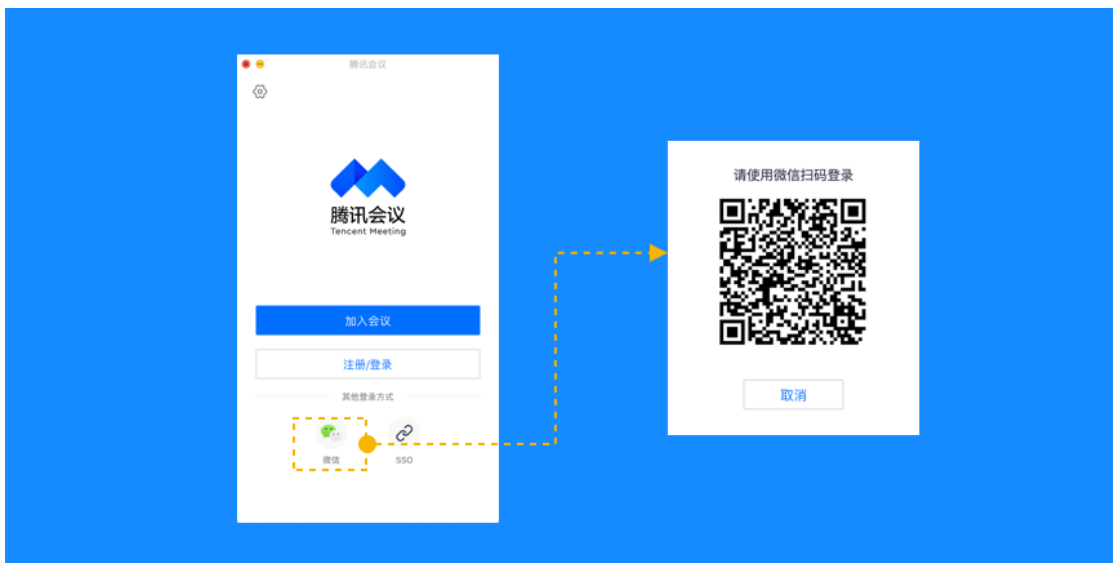 腾讯会议
腾讯会议
Tencent Meeting
加入会议
注册/登录
其他登录方式
微信
SSO
请使用微信扫码登录
取消